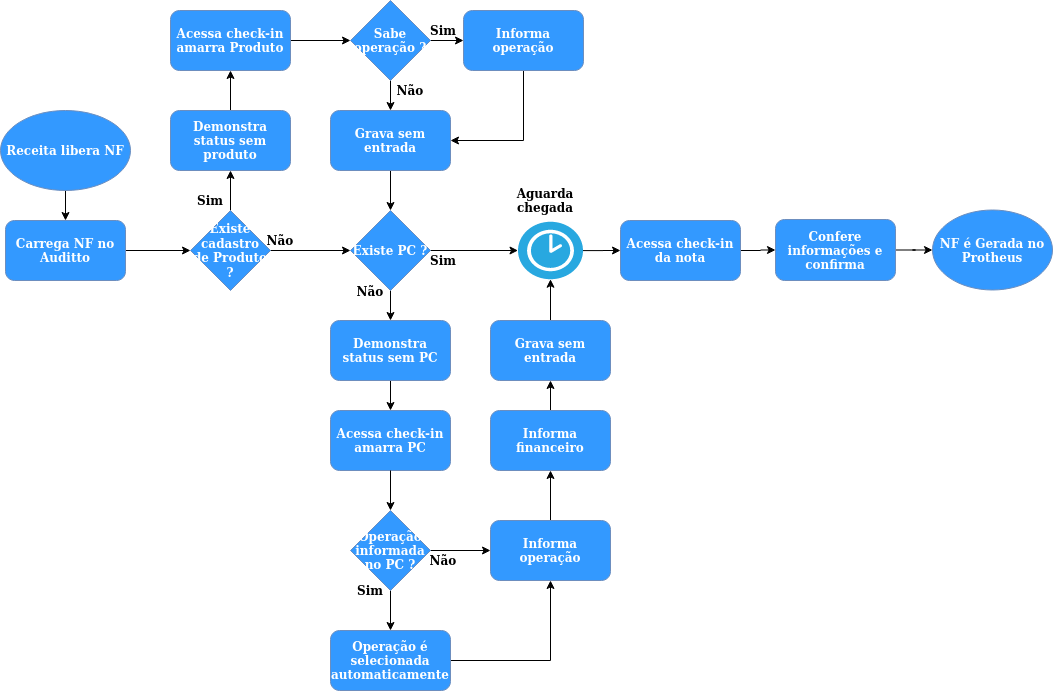 Acessa check-in
amarra Produto
Sabe
operação ?
Sim
Informa
operação
Não
Receita libera NF
Demonstra
status sem
produto
Grava sem
entrada
Sim
Aguarda
chegada
Carrega NF no
Auditto
Existe
cadastro
de Produto
?
Não
Existe PC ?
Sim
Acessa check-in
da nota
Confere
informações e
confirma
NF é Gerada no
Protheus
Não
Demonstra
status sem PC
Grava sem
entrada
Acessa check-in
amarra PC
Informa
financeiro
Operação
informada
no PC ?
Não
Informa
operação
Sim
Operação é
selecionada
automaticamente